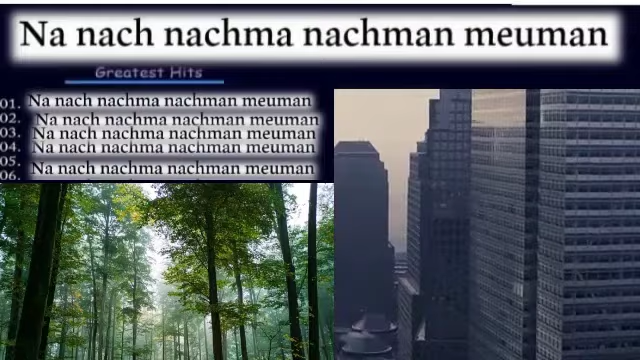 Na nach nachma nachman meuman
Greatest Hits
01. Na nach nachma nachman meuman
02. Na nach nachma nachman meuman
03. Na nach nachma nachman meuman
04. Na nach nachma nachman meuman
05. Na nach nachma nachman meuman
06.